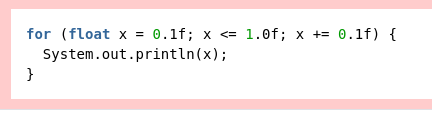 for (float x = 0.1f; x <= 1.0f; x += 0.1f) {
  System.out.println(x);
}